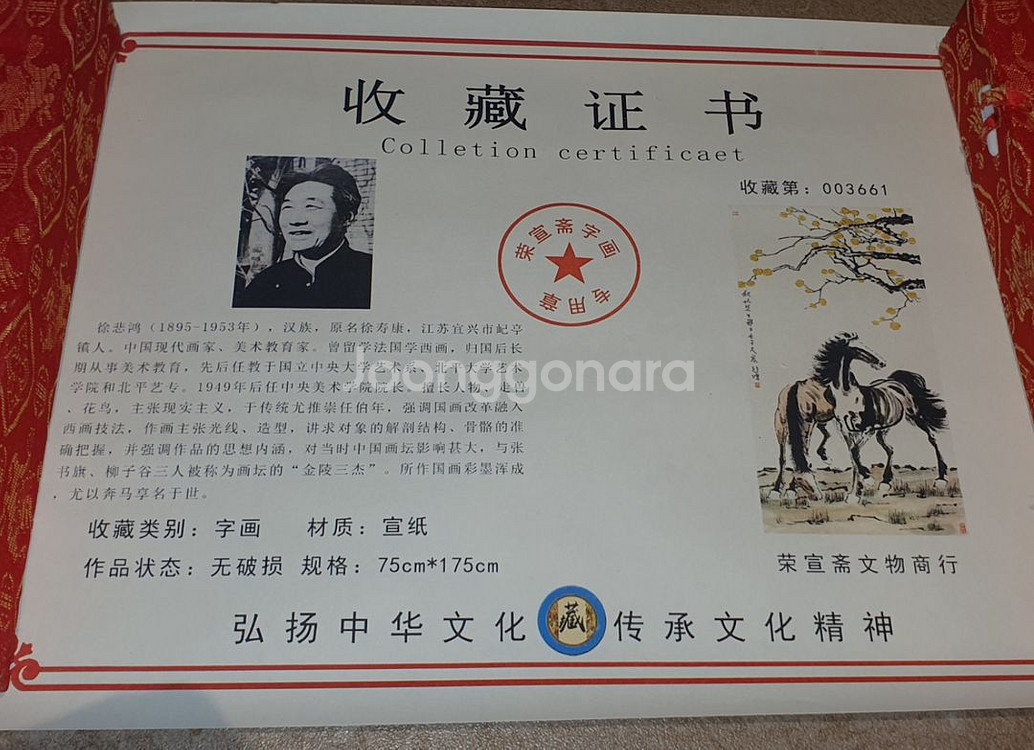 收藏证书
Colletion certificaet
收藏第：003661
荣宣斋字画
专用章
徐悲鸿（1895-1953年），汉族，原名徐寿康，江苏宜兴市屺亭
镇人。中国现代画家、美术教育家。曾留学法国学西画，归国后长
期从事美术教育，先后任教于国立中央大学艺术系、北平大学艺术
学院和北平艺专。1949年后任中央美术学院院长。擅长人物、走兽
、花鸟，主张现实主义，于传统尤推崇任伯年，强调国画改革融入
西画技法，作画主张光线、造型，讲求对象的解剖结构、骨骼的准
确把握，并强调作品的思想内涵，对当时中国画坛影响甚大，与张
书旗、柳子谷三人被称为画坛的“金陵三杰”。所作国画彩墨浑成
，尤以奔马享名于世。
收藏类别：字画 材质：宣纸
作品状态：无破损 规格：75cm*175cm
荣宣斋文物商行
弘扬中华文化 藏 传承文化精神